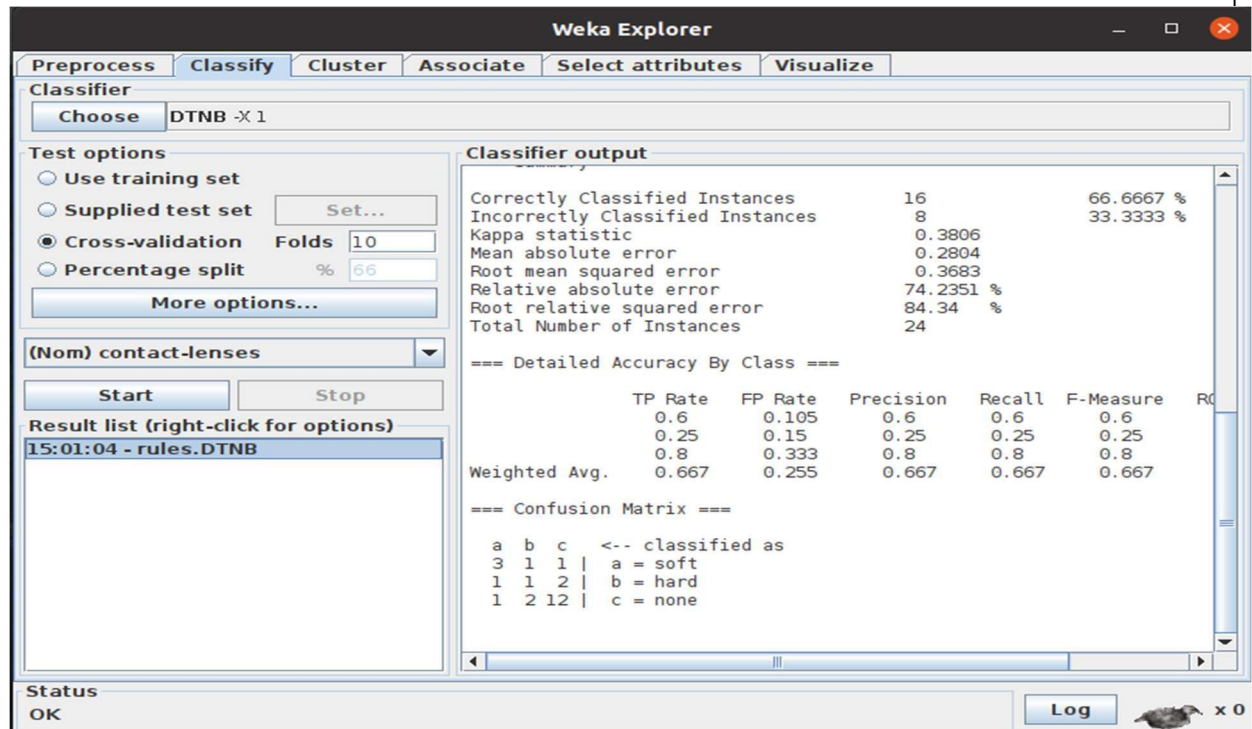 Weka Explorer
Preprocess Classify Cluster Associate Select attributes Visualize
Classifier
Choose DTNB -X 1
Test options
Use training set
Supplied test set Set...
Cross-validation Folds 10
Percentage split % 66
More options...
(Nom) contact-lenses
Start Stop
Result list (right-click for options)
15:01:04 - rules.DTNB
Classifier output
Correctly Classified Instances 16 66.6667 %
Incorrectly Classified Instances 8 33.3333 %
Kappa statistic 0.3806
Mean absolute error 0.2804
Root mean squared error 0.3683
Relative absolute error 74.2351 %
Root relative squared error 84.34 %
Total Number of Instances 24
=== Detailed Accuracy By Class ===
TP Rate FP Rate Precision Recall F-Measure
0.6 0.105 0.6 0.6 0.6
0.25 0.15 0.25 0.25 0.25
0.8 0.333 0.8 0.8 0.8
Weighted Avg. 0.667 0.255 0.667 0.667 0.667
=== Confusion Matrix ===
a b c <-- classified as
3 1 1 | a = soft
1 1 2 | b = hard
1 2 12 | c = none
Status
OK
Log x 0